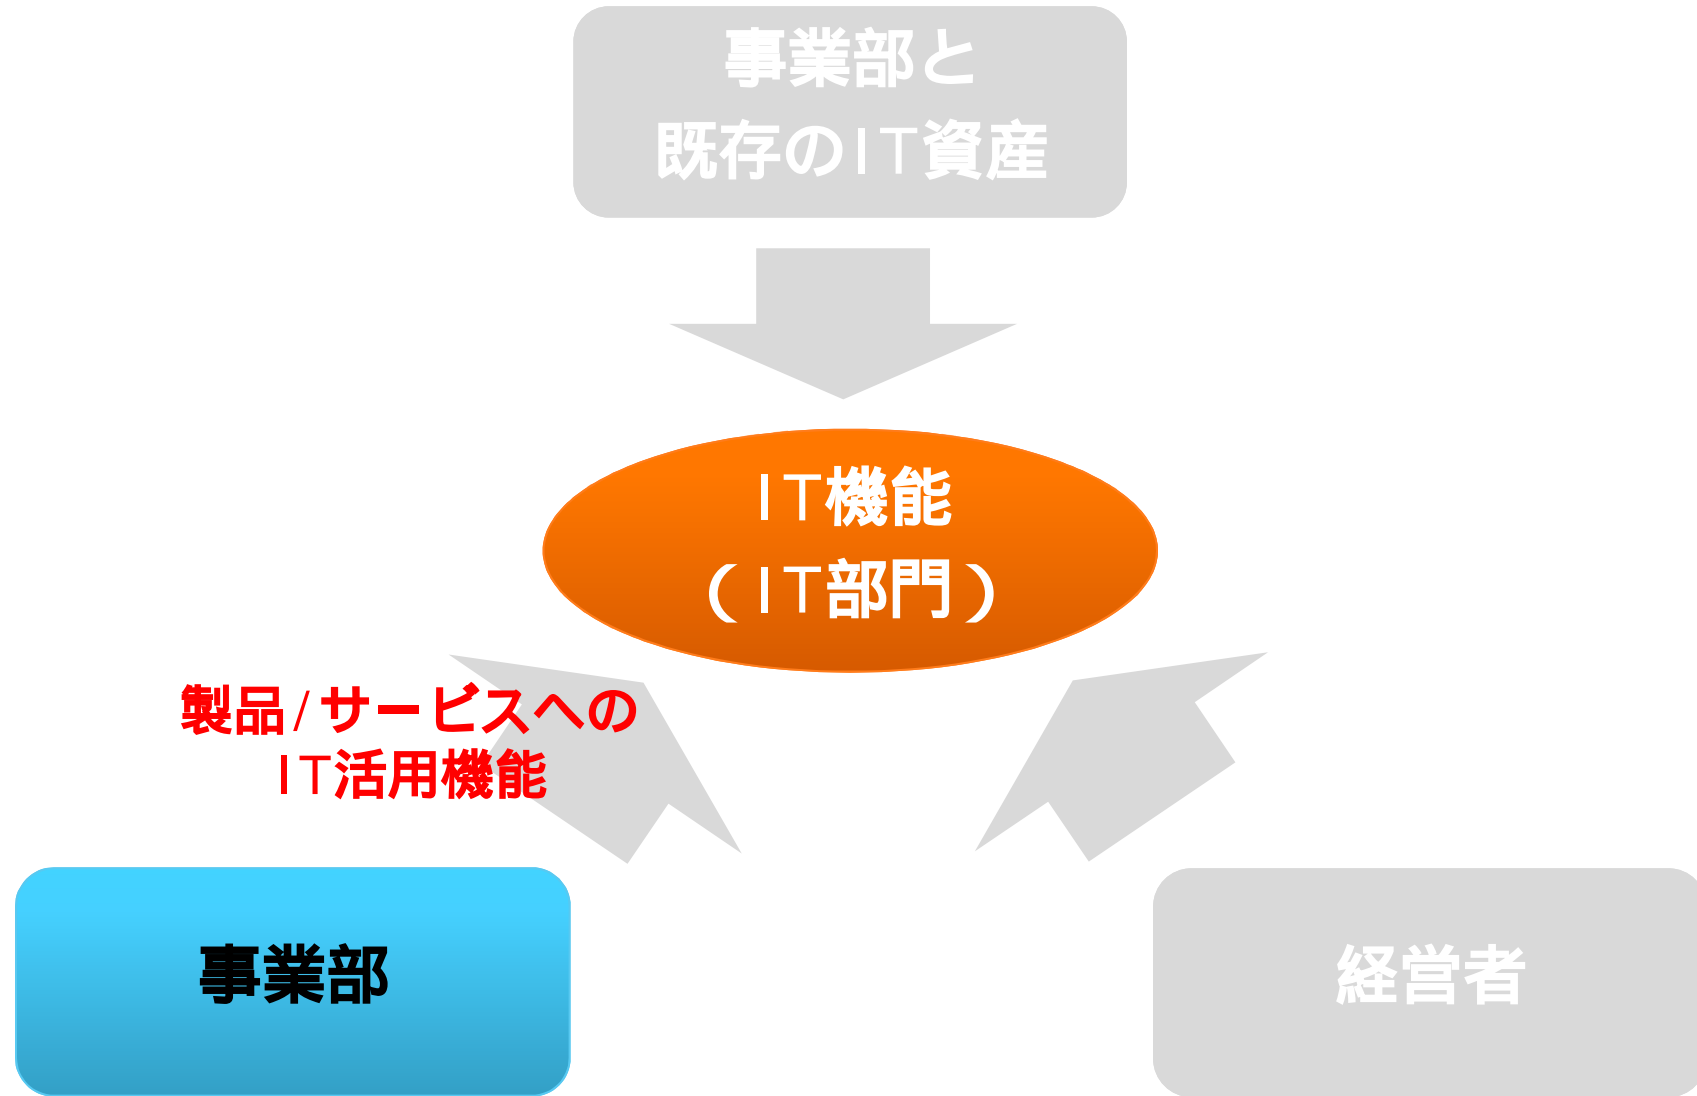 事業部と
既存のIT資産
IT機能
（IT部門）
製品/サービスへの
IT活用機能
事業部
経営者